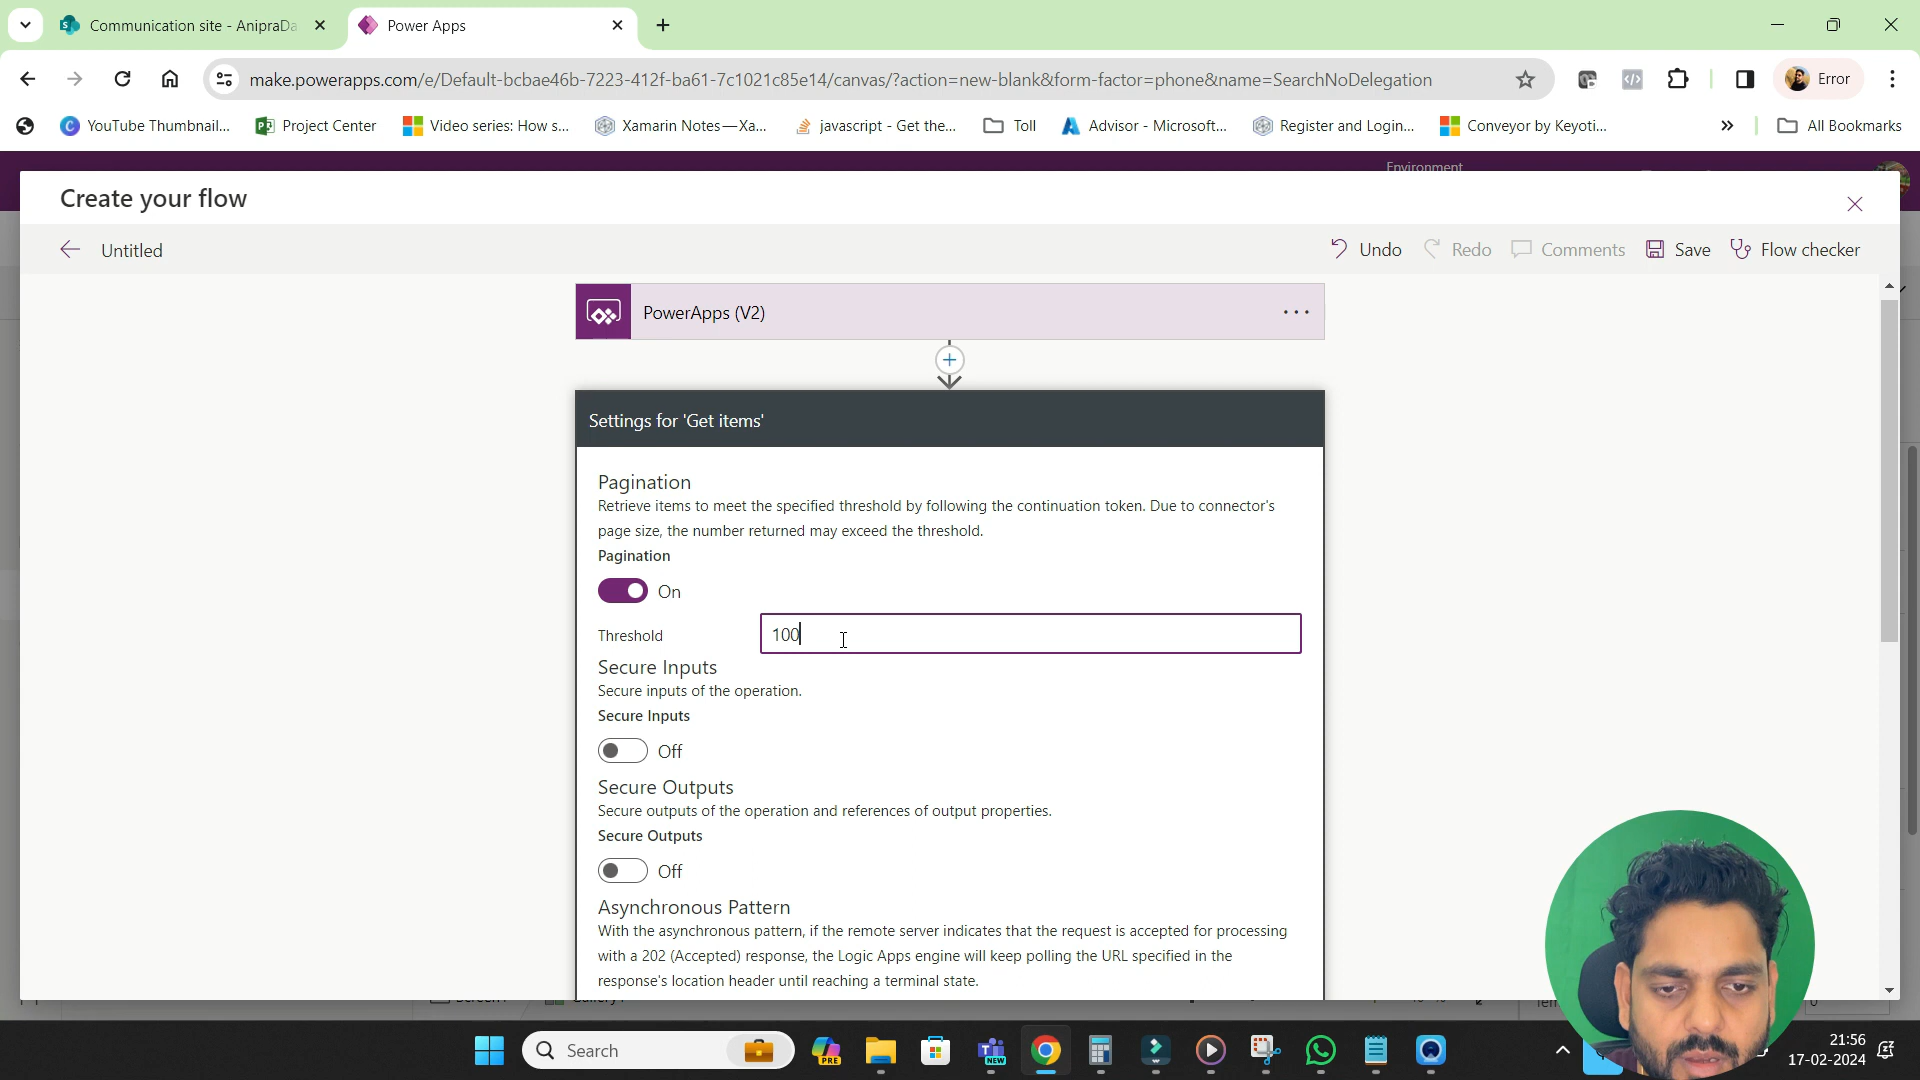 Communication site - AnipraDa
Power Apps
make.powerapps.com/e/Default-bcbae46b-7223-412f-ba61-7c1021c85e14/canvas/?action=new-blank&form-factor=phone&name=SearchNoDelegation
Error
YouTube Thumbnail...
Project Center
Video series: How s...
Xamarin Notes—Xa...
javascript - Get the...
Toll
Advisor - Microsoft...
Register and Login...
Conveyor by Keyoti...
All Bookmarks
Environment
Create your flow
Untitled
Undo
Redo
Comments
Save
Flow checker
PowerApps (V2)
Settings for 'Get items'
Pagination
Retrieve items to meet the specified threshold by following the continuation token. Due to connector's
page size, the number returned may exceed the threshold.
Pagination
On
Threshold
100
Secure Inputs
Secure inputs of the operation.
Secure Inputs
Off
Secure Outputs
Secure outputs of the operation and references of output properties.
Secure Outputs
Off
Asynchronous Pattern
With the asynchronous pattern, if the remote server indicates that the request is accepted for processing
with a 202 (Accepted) response, the Logic Apps engine will keep polling the URL specified in the
response's location header until reaching a terminal state.
Search
PRE
NEW
21:56
17-02-2024